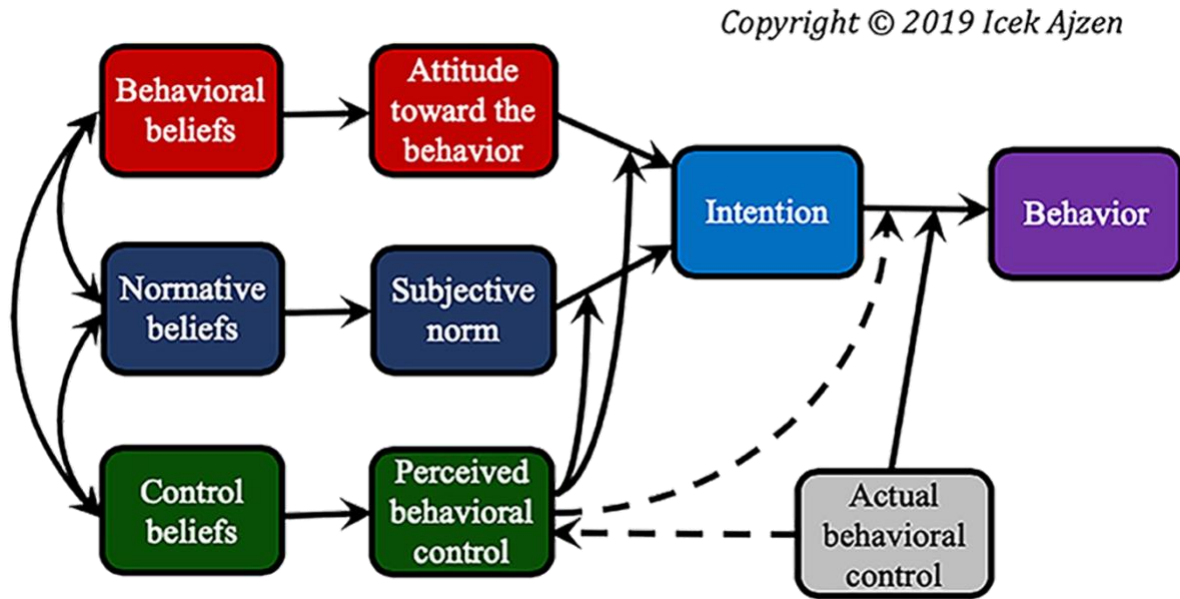 Copyright © 2019 Icek Ajzen
Behavioral
beliefs
Attitude
toward the
behavior
Intention
Behavior
Normative
beliefs
Subjective
norm
Control
beliefs
Perceived
behavioral
control
Actual
behavioral
control